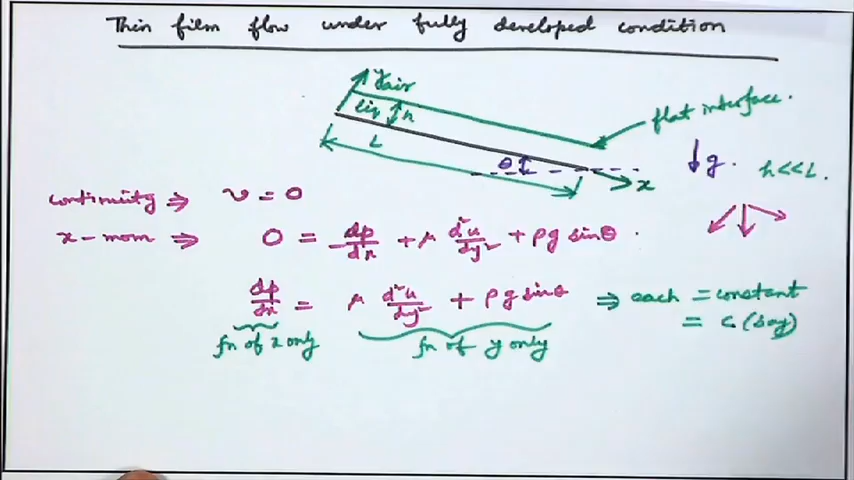 Thin film flow under fully developed condition
y air
liq h
flat interface.
L
θ
x
↓g. h<<L.
continuity ⇒ v = 0
x-mom ⇒ 0 = -dp/dx + μ d²u/dy² + ρg sinθ.
dp/dx = μ d²u/dy² + ρg sinθ ⇒ each = constant
= c (say)
fn of x only fn of y only